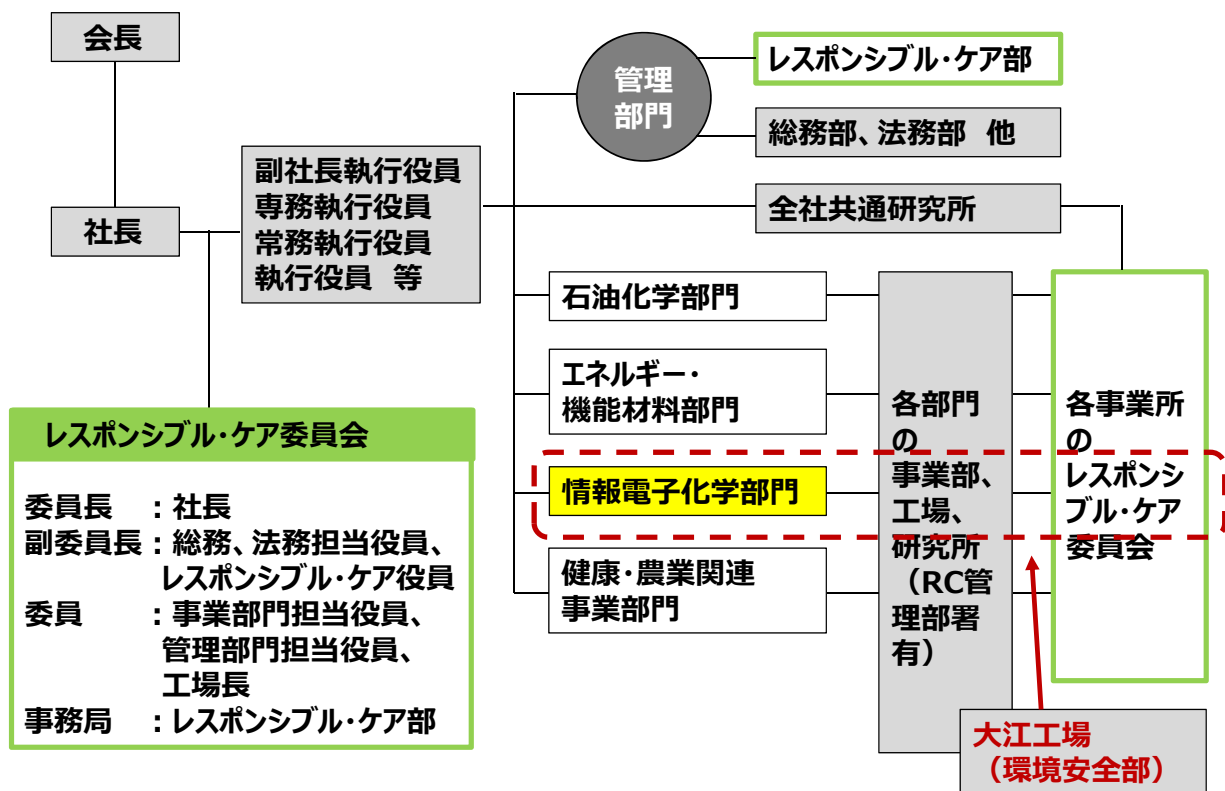 会長
社長
副社長執行役員
専務執行役員
常務執行役員
執行役員 等
管理
部門
レスポンシブル・ケア部
総務部、法務部 他
全社共通研究所
石油化学部門
エネルギー・
機能材料部門
情報電子化学部門
健康・農業関連
事業部門
各部門
の
事業部、
工場、
研究所
（RC管
理部署
有）
各事業所
の
レスポンシ
ブル・ケア
委員会
大江工場
（環境安全部）
レスポンシブル・ケア委員会
委員長 ：社長
副委員長：総務、法務担当役員、
レスポンシブル・ケア役員
委員 ：事業部門担当役員、
管理部門担当役員、
工場長
事務局 ：レスポンシブル・ケア部